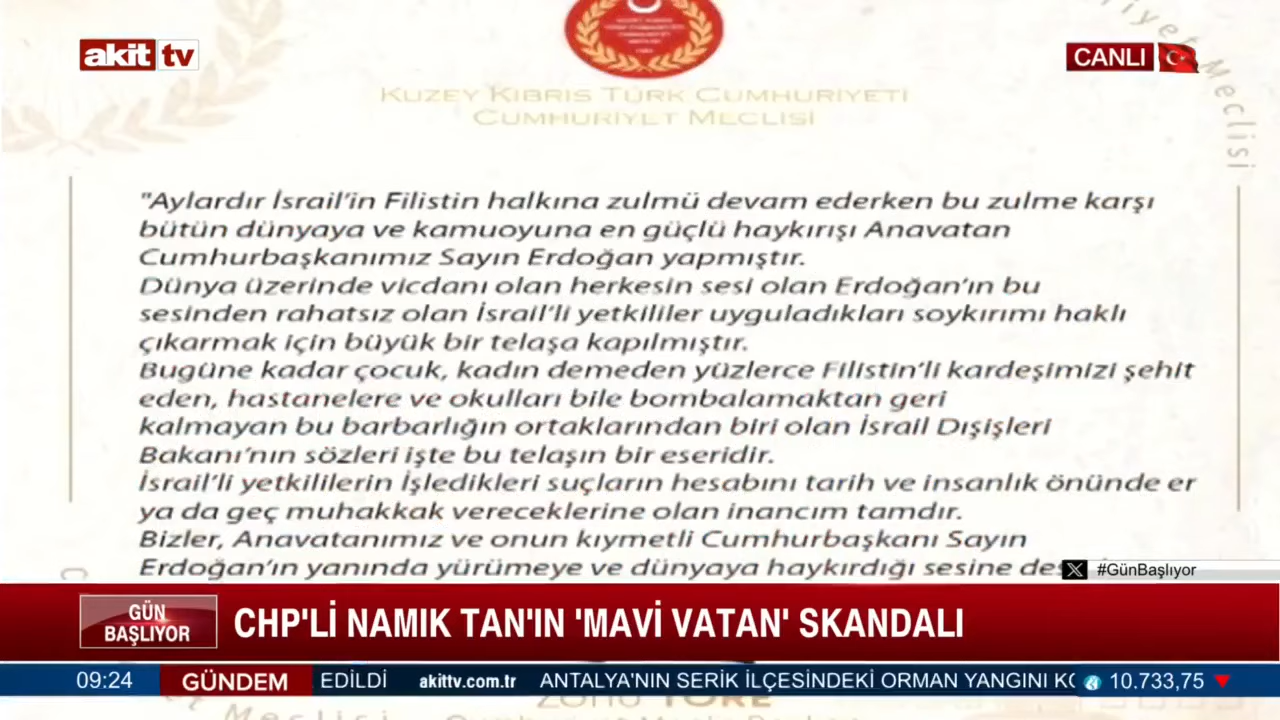 akit tv
CANLI
KUZEY KIBRIS TÜRK CUMHURİYETİ
CUMHURİYET MECLİSİ
Meclisi
"Aylardır İsrail'in Filistin halkına zulmü devam ederken bu zulme karşı
bütün dünyaya ve kamuoyuna en güçlü haykırışı Anavatan
Cumhurbaşkanımız Sayın Erdoğan yapmıştır.
Dünya üzerinde vicdanı olan herkesin sesi olan Erdoğan'ın bu
sesinden rahatsız olan İsrail'li yetkililer uyguladıkları soykırımı haklı
çıkarmak için büyük bir telaşa kapılmıştır.
Bugüne kadar çocuk, kadın demeden yüzlerce Filistin'li kardeşimizi şehit
eden, hastanelere ve okulları bile bombalamaktan geri
kalmayan bu barbarlığın ortaklarından biri olan İsrail Dışişleri
Bakanı'nın sözleri işte bu telaşın bir eseridir.
İsrail'li yetkililerin İşledikleri suçların hesabını tarih ve insanlık önünde er
ya da geç muhakkak vereceklerine olan inancım tamdır.
Bizler, Anavatanımız ve onun kıymetli Cumhurbaşkanı Sayın
Erdoğan'ın yanında yürümeye ve dünyaya haykırdığı sesine des
#GünBaşlıyor
GÜN
BAŞLIYOR
CHP'Lİ NAMIK TAN'IN 'MAVİ VATAN' SKANDALI
09:24 GÜNDEM EDİLDİ akittv.com.tr ANTALYA'NIN SERİK İLÇESİNDEKİ ORMAN YANGINI KO 10.733,75
TÖRE